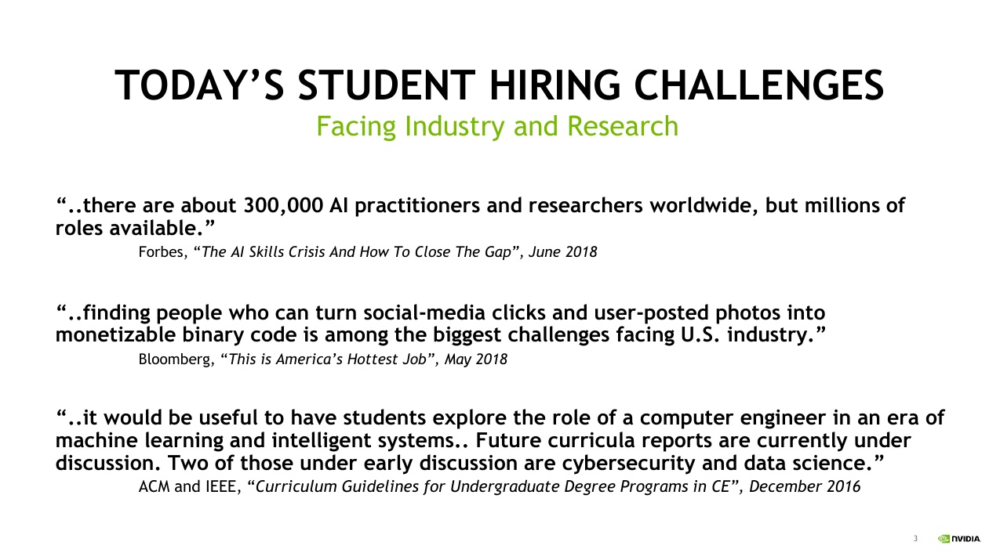 TODAY’S STUDENT HIRING CHALLENGES
Facing Industry and Research
“..there are about 300,000 AI practitioners and researchers worldwide, but millions of
roles available.”
Forbes, “The AI Skills Crisis And How To Close The Gap”, June 2018
“..finding people who can turn social-media clicks and user-posted photos into
monetizable binary code is among the biggest challenges facing U.S. industry.”
Bloomberg, “This is America’s Hottest Job”, May 2018
“..it would be useful to have students explore the role of a computer engineer in an era of
machine learning and intelligent systems.. Future curricula reports are currently under
discussion. Two of those under early discussion are cybersecurity and data science.”
ACM and IEEE, “Curriculum Guidelines for Undergraduate Degree Programs in CE”, December 2016
3 NVIDIA.